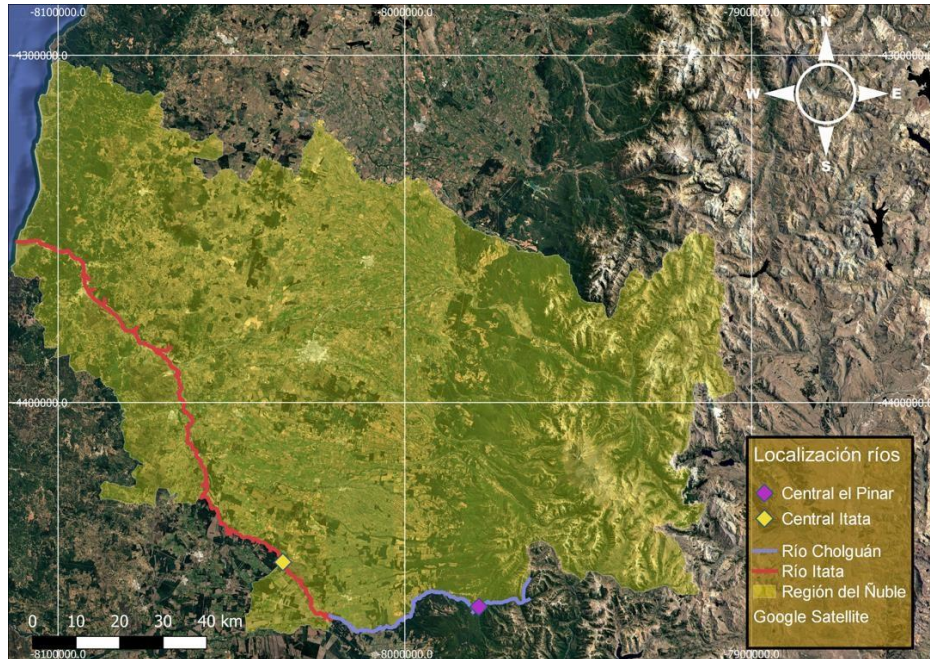 -8100000.0 -8000000.0 -7900000.0
N
-4300000.0 -4300000.0
W E
S
-4400000.0 -4400000.0
Localización ríos
Central el Pinar
Central Itata
Río Cholguán
Río Itata
Región del Ñuble
Google Satellite
0 10 20 30 40 km
-8100000.0 -8000000.0 -7900000.0